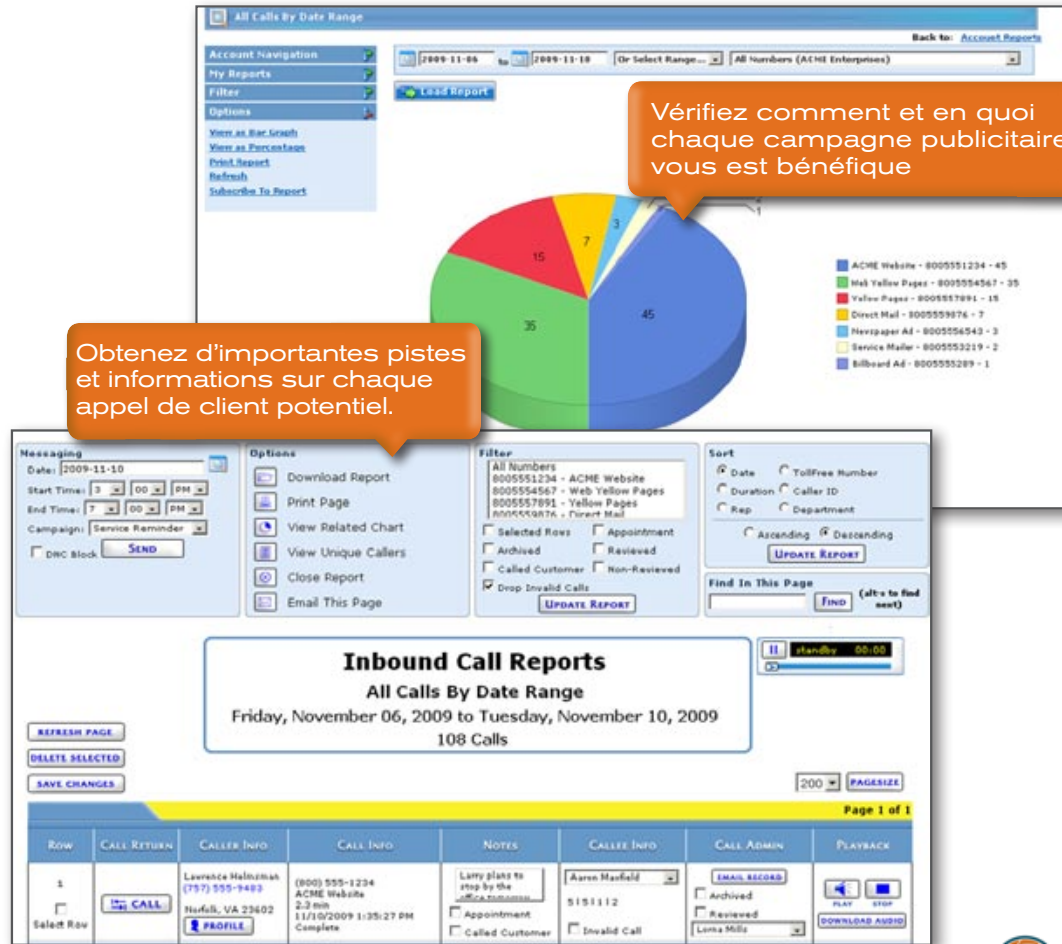 All Calls By Date Range
Back to: Account Reports
Account Navigation
My Reports
Filter
Options
View as Bar Graph
View as Percentage
Print Report
Refresh
Subscribe To Report
2009-11-06 to 2009-11-10 Or Select Range... All Numbers (ACME Enterprises)
Load Report
Vérifiez comment et en quoi
chaque campagne publicitaire
vous est bénéfique
1
3
7
15
35
45
ACME Website - 8005551234 - 45
Web Yellow Pages - 8005554567 - 35
Yellow Pages - 8005557891 - 15
Direct Mail - 8005559876 - 7
Newspaper Ad - 8005556543 - 3
Service Mailer - 8005553219 - 2
Billboard Ad - 8005555289 - 1
Obtenez d'importantes pistes
et informations sur chaque
appel de client potentiel.
Messaging
Date: 2009-11-10
Start Time: 3 00 PM
End Time: 7 00 PM
Campaign: Service Reminder
DNC Block SEND
Options
Download Report
Print Page
View Related Chart
View Unique Callers
Close Report
Email This Page
Filter
All Numbers
8005551234 - ACME Website
8005554567 - Web Yellow Pages
8005557891 - Yellow Pages
8005559876 - Direct Mail
Selected Rows Appointment
Archived Reviewed
Called Customer Non-Reviewed
Drop Invalid Calls
UPDATE REPORT
Sort
Date TollFree Number
Duration Caller ID
Rep Department
Ascending Descending
UPDATE REPORT
Find In This Page
FIND (alt+s to find
next)
Inbound Call Reports
All Calls By Date Range
Friday, November 06, 2009 to Tuesday, November 10, 2009
108 Calls
standby 00:00
REFRESH PAGE
DELETE SELECTED
SAVE CHANGES
200 PAGESIZE
Page 1 of 1
ROW CALL RETURN CALLER INFO CALL INFO NOTES CALLEE INFO CALL ADMIN PLAYBACK
1
Select Row
CALL
Lawrence Helmsman
(757) 555-9483
Norfolk, VA 23602
PROFILE
(800) 555-1234
ACME Website
2.3 min
11/10/2009 1:35:27 PM
Complete
Larry plans to
stop by the
office tomorrow
Appointment
Called Customer
Aaron Maxfield
5151112
Invalid Call
EMAIL RECORD
Archived
Reviewed
Lorna Mills
PLAY STOP
DOWNLOAD AUDIO